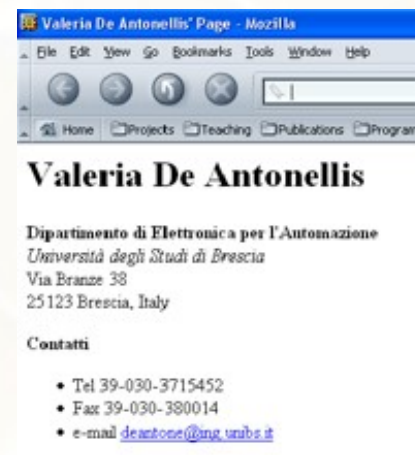 Valeria De Antonellis' Page - Mozilla
File Edit View Go Bookmarks Tools Window Help
Home Projects Teaching Publications Program
Valeria De Antonellis
Dipartimento di Elettronica per l'Automazione
Università degli Studi di Brescia
Via Branze 38
25123 Brescia, Italy
Contatti
• Tel 39-030-3715452
• Fax 39-030-380014
• e-mail deantone@ing.unibs.it